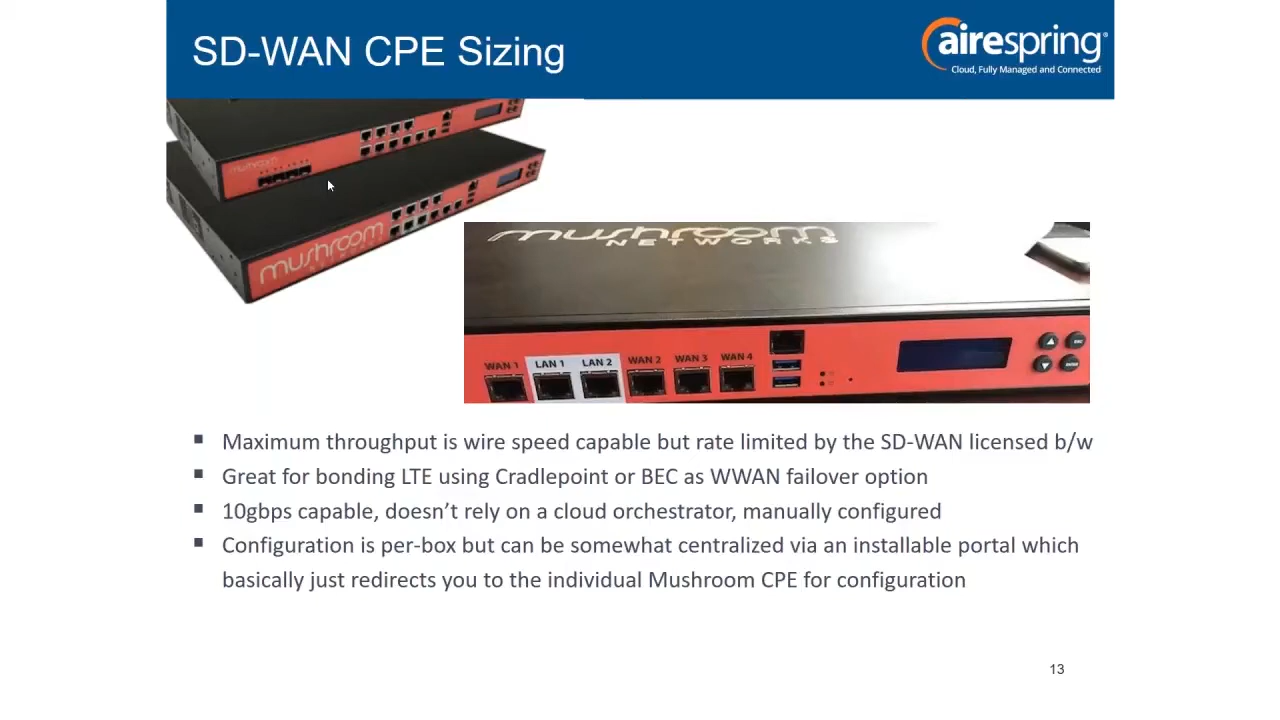 SD-WAN CPE Sizing
airespring
Cloud, Fully Managed and Connected
mushroom
mushroom
NETWORKS
mushroom
NETWORKS
WAN 1 LAN 1 LAN 2 WAN 2 WAN 3 WAN 4
ESC
ENTER
▪ Maximum throughput is wire speed capable but rate limited by the SD-WAN licensed b/w
▪ Great for bonding LTE using Cradlepoint or BEC as WWAN failover option
▪ 10gbps capable, doesn’t rely on a cloud orchestrator, manually configured
▪ Configuration is per-box but can be somewhat centralized via an installable portal which
basically just redirects you to the individual Mushroom CPE for configuration
13